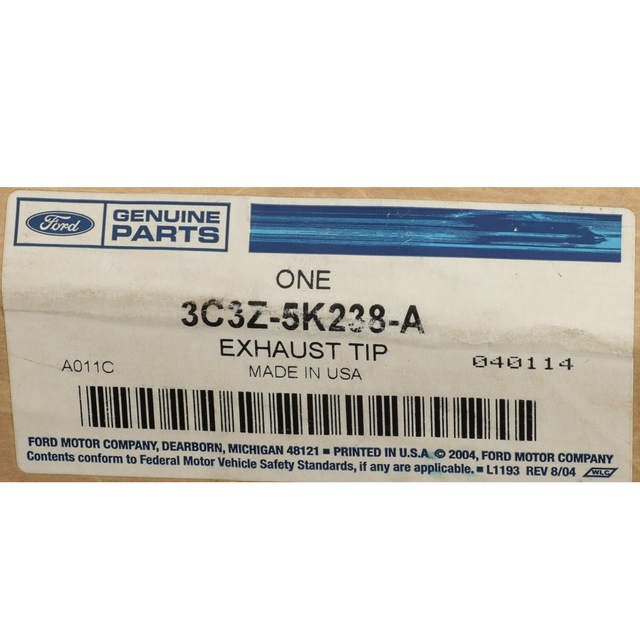 Ford
GENUINE
PARTS
ONE
3C3Z-5K238-A
EXHAUST TIP
A011C
MADE IN USA
040114
FORD MOTOR COMPANY, DEARBORN, MICHIGAN 48121 ■ PRINTED IN U.S.A © 2004, FORD MOTOR COMPANY
Contents conform to Federal Motor Vehicle Safety Standards, if any are applicable. ■ L1193 REV 8/04 WLC